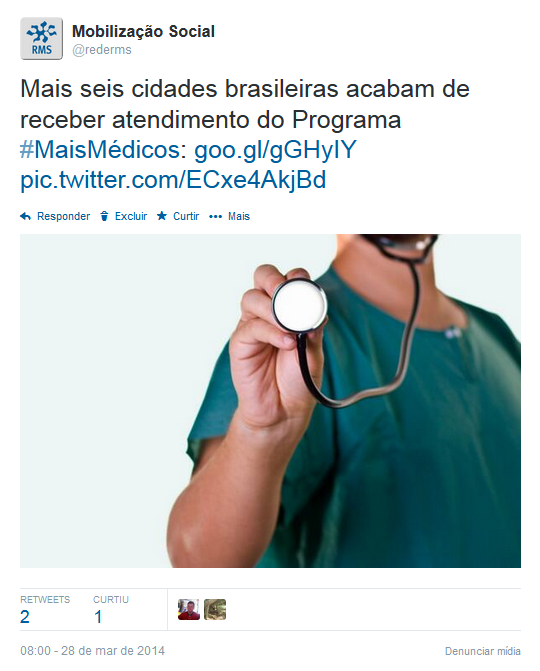 RMS
Mobilização Social
@rederms
Mais seis cidades brasileiras acabam de
receber atendimento do Programa
#MaisMédicos: goo.gl/gGHyIY
pic.twitter.com/ECxe4AkjBd
Responder Excluir Curtir Mais
RETWEETS CURTIU
2 1
08:00 - 28 de mar de 2014 Denunciar mídia